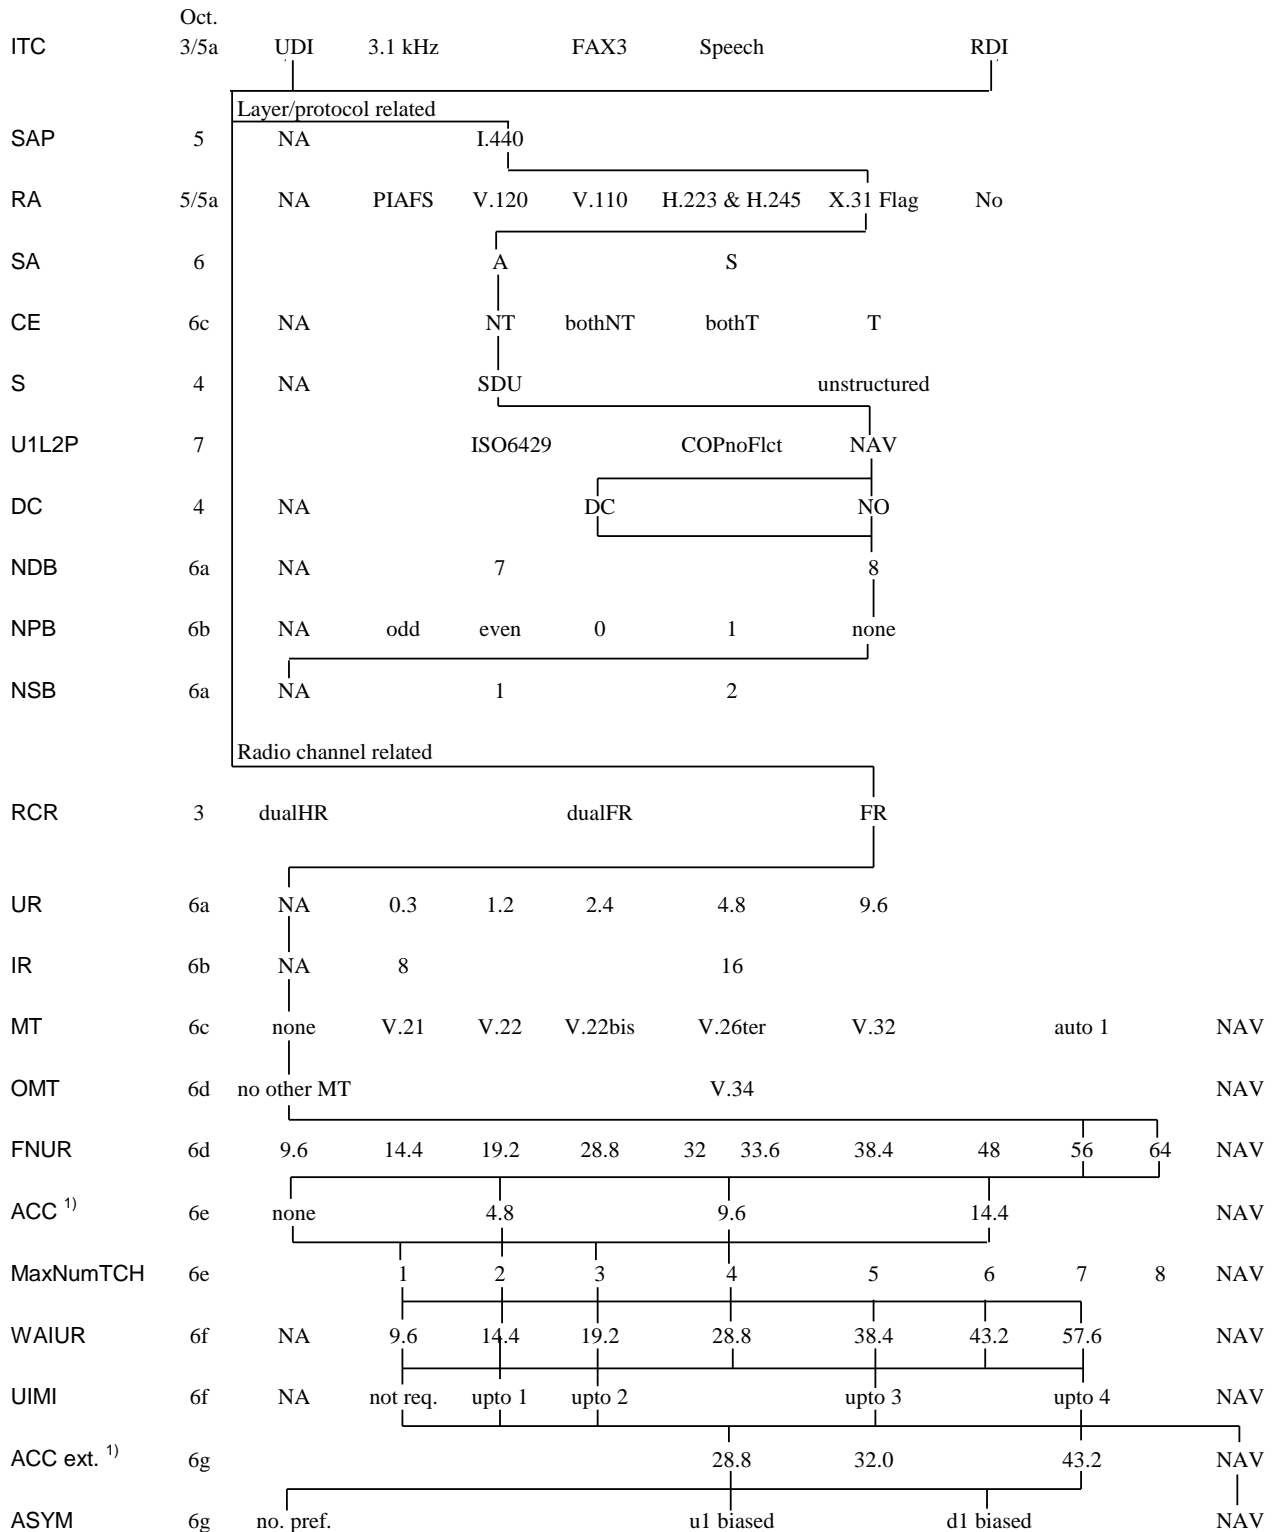 Oct.
ITC 3/5a UDI 3.1 kHz FAX3 Speech RDI
Layer/protocol related
SAP 5 NA I.440
RA 5/5a NA PIAFS V.120 V.110 H.223 & H.245 X.31 Flag No
SA 6 A S
CE 6c NA NT bothNT bothT T
S 4 NA SDU unstructured
U1L2P 7 ISO6429 COPnoFlct NAV
DC 4 NA DC NO
NDB 6a NA 7 8
NPB 6b NA odd even 0 1 none
NSB 6a NA 1 2
Radio channel related
RCR 3 dualHR dualFR FR
UR 6a NA 0.3 1.2 2.4 4.8 9.6
IR 6b NA 8 16
MT 6c none V.21 V.22 V.22bis V.26ter V.32 auto 1 NAV
OMT 6d no other MT V.34 NAV
FNUR 6d 9.6 14.4 19.2 28.8 32 33.6 38.4 48 56 64 NAV
ACC 1) 6e none 4.8 9.6 14.4 NAV
MaxNumTCH 6e 1 2 3 4 5 6 7 8 NAV
WAIUR 6f NA 9.6 14.4 19.2 28.8 38.4 43.2 57.6 NAV
UIMI 6f NA not req. upto 1 upto 2 upto 3 upto 4 NAV
ACC ext. 1) 6g 28.8 32.0 43.2 NAV
ASYM 6g no. pref. u1 biased d1 biased NAV